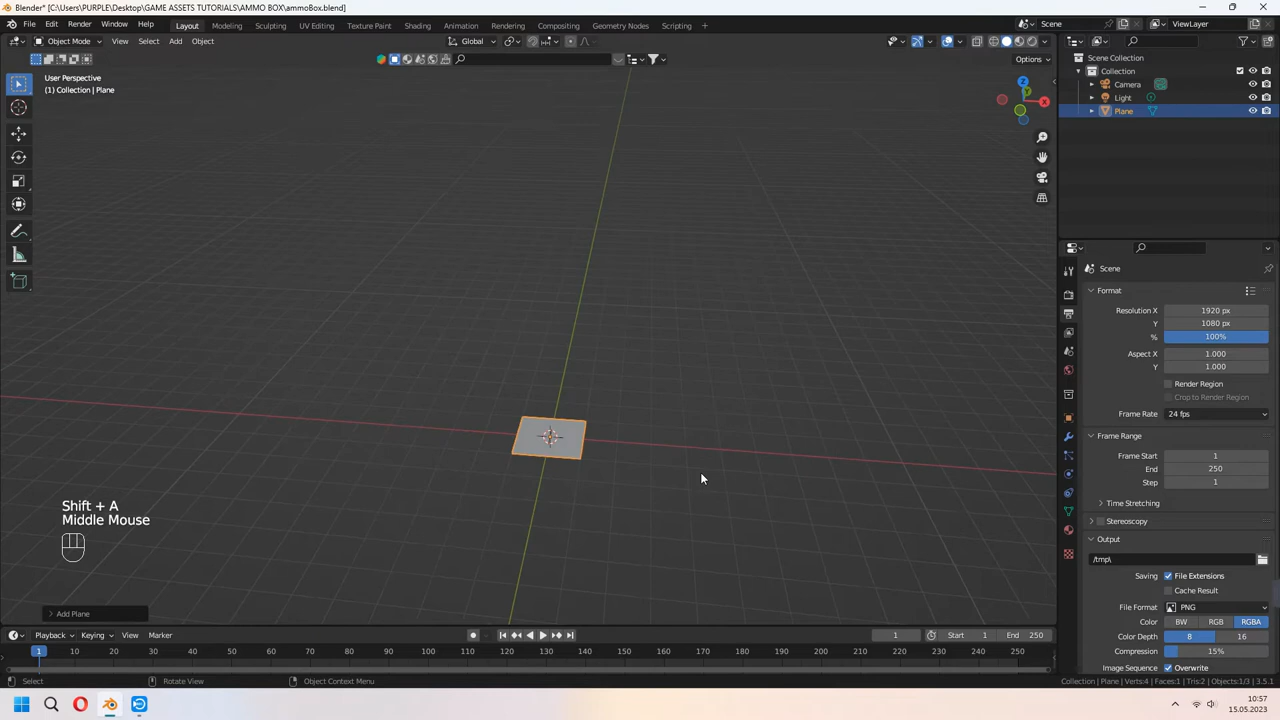 Blender* [C:\Users\PURPLE\Desktop\GAME ASSETS TUTORIALS\AMMO BOX\ammoBox.blend]
File Edit Render Window Help Layout Modeling Sculpting UV Editing Texture Paint Shading Animation Rendering Compositing Geometry Nodes Scripting + Scene ViewLayer
Object Mode View Select Add Object Global
Options
User Perspective
(1) Collection | Plane
Z
Y
X
Scene Collection
Collection
Camera
Light
Plane
Scene
Format
Resolution X 1920 px
Y 1080 px
% 100%
Aspect X 1.000
Y 1.000
Render Region
Crop to Render Region
Frame Rate 24 fps
Frame Range
Frame Start 1
End 250
Step 1
Time Stretching
Stereoscopy
Output
/tmp\
Saving File Extensions
Cache Result
File Format PNG
Color BW RGB RGBA
Color Depth 8 16
Compression 15%
Image Sequence Overwrite
Shift + A
Middle Mouse
Add Plane
Playback Keying View Marker 1 Start 1 End 250
1 10 20 30 40 50 60 70 80 90 100 110 120 130 140 150 160 170 180 190 200 210 220 230 240 250
Select Rotate View Object Context Menu Collection | Plane | Verts:4 | Faces:1 | Tris:2 | Objects:1/3 | 3.5.1
10:57
15.05.2023